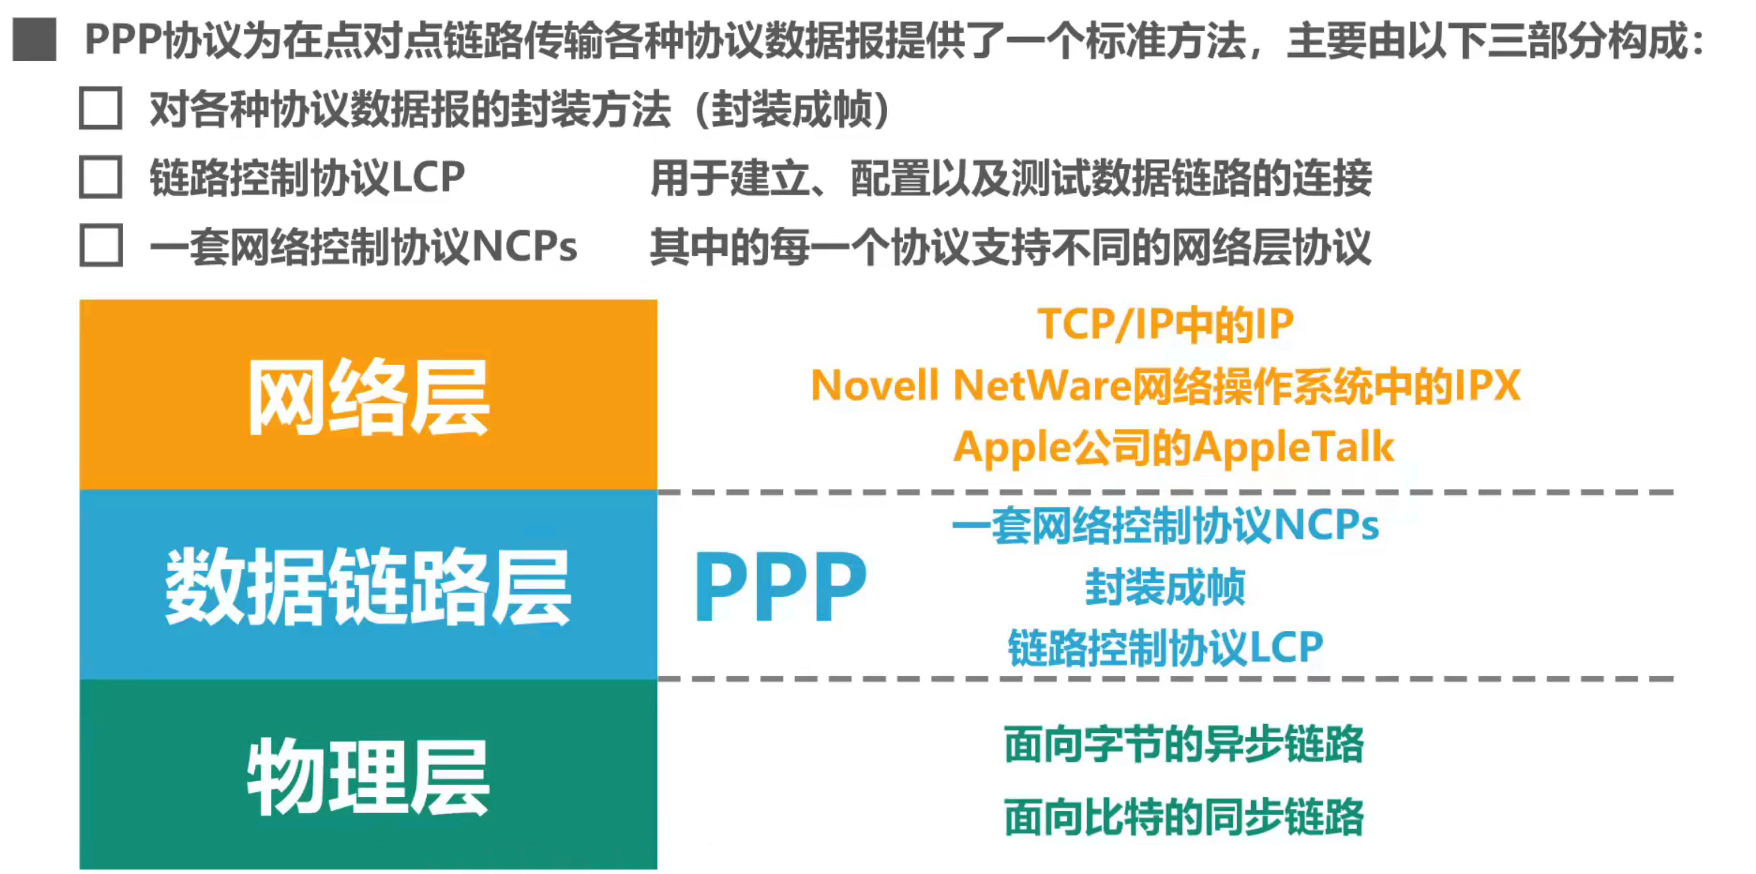 PPP协议为在点对点链路传输各种协议数据报提供了一个标准方法，主要由以下三部分构成：
对各种协议数据报的封装方法（封装成帧）
链路控制协议LCP 用于建立、配置以及测试数据链路的连接
一套网络控制协议NCPs 其中的每一个协议支持不同的网络层协议
网络层
TCP/IP中的IP
Novell NetWare网络操作系统中的IPX
Apple公司的AppleTalk
数据链路层
PPP
一套网络控制协议NCPs
封装成帧
链路控制协议LCP
物理层
面向字节的异步链路
面向比特的同步链路